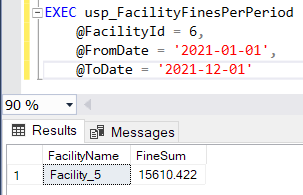 EXEC usp_FacilityFinesPerPeriod
@FacilityId = 6,
@FromDate = '2021-01-01',
@ToDate = '2021-12-01'
90 %
Results Messages
FacilityName FineSum
1 Facility_5 15610.422